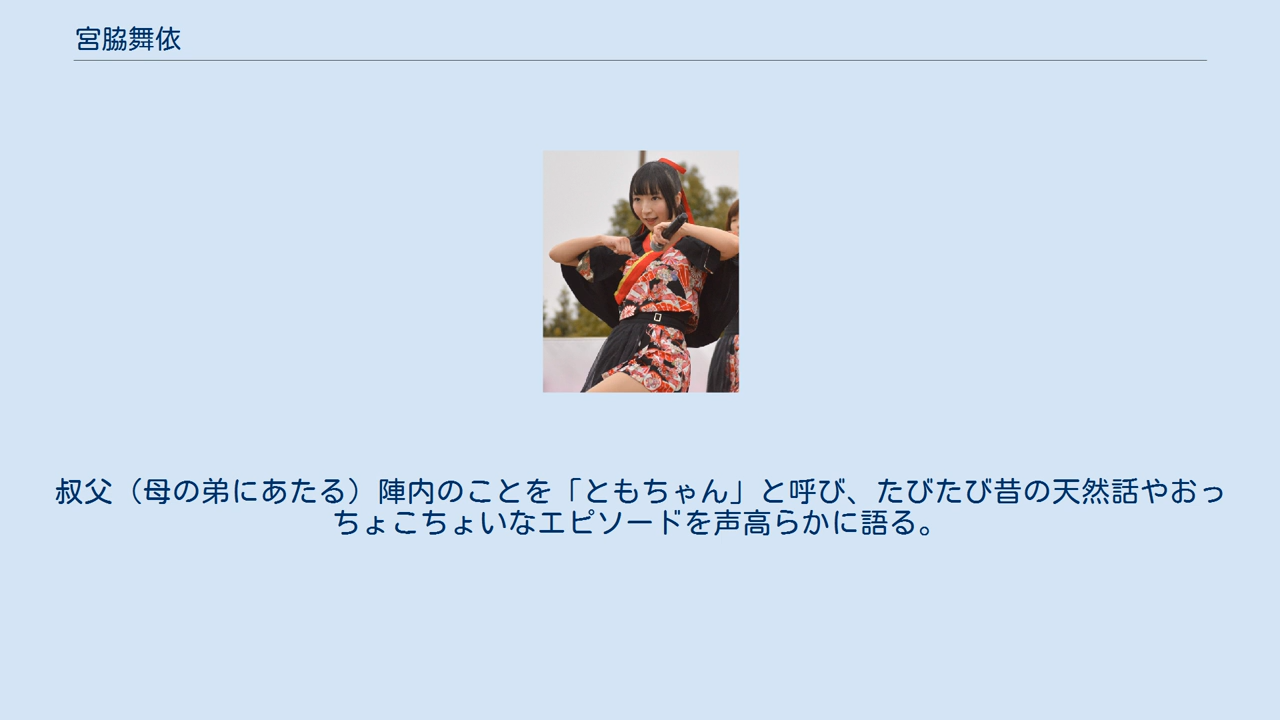 宮脇舞依
叔父（母の弟にあたる）陣内のことを「ともちゃん」と呼び、たびたび昔の天然話やおっ
ちょこちょいなエピソードを声高らかに語る。